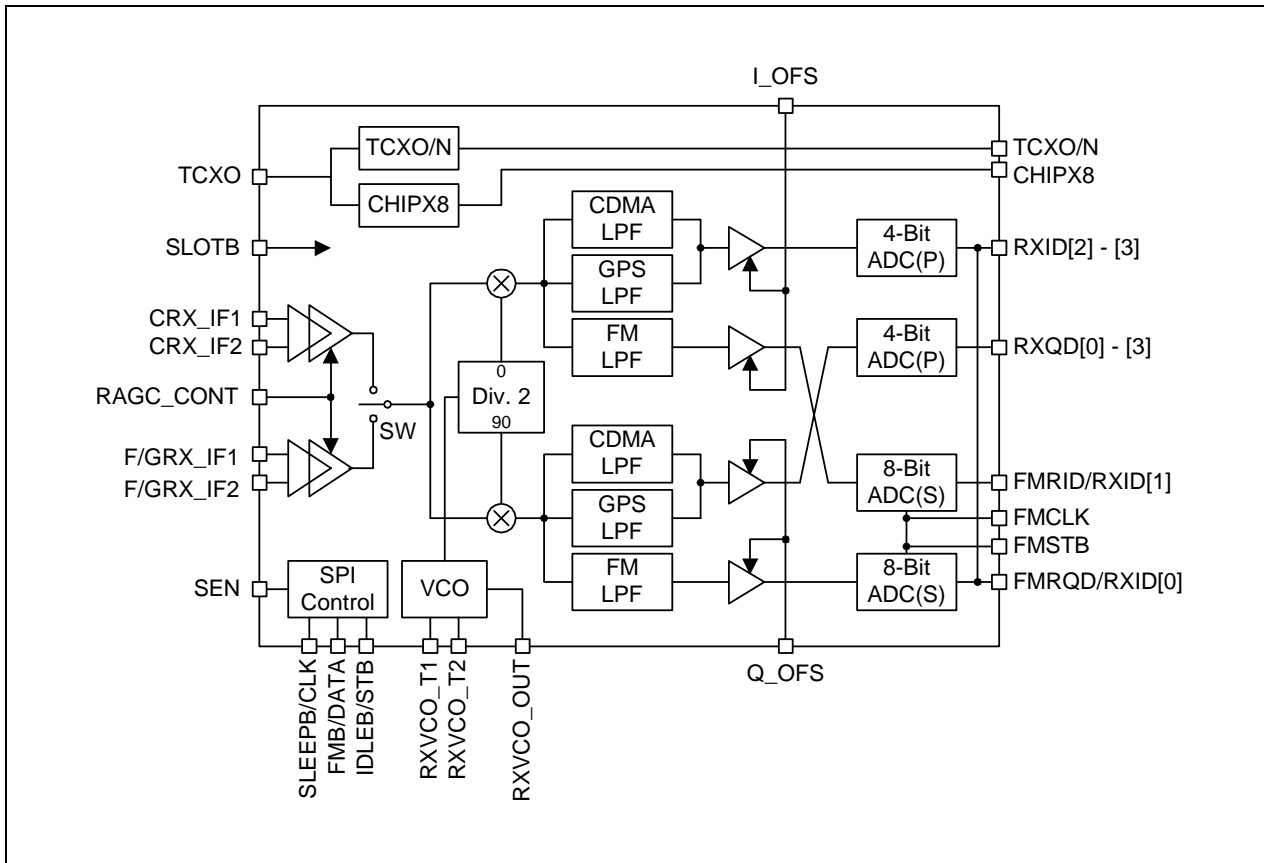 I_OFS
TCXO/N
TCXO/N
TCXO
CHIPX8
CHIPX8
CDMA
LPF
4-Bit
ADC(P)
SLOTB
RXID[2] - [3]
GPS
LPF
CRX_IF1
CRX_IF2
FM
LPF
4-Bit
ADC(P)
RXQD[0] - [3]
RAGC_CONT
0
Div. 2
90
SW
F/GRX_IF1
F/GRX_IF2
CDMA
LPF
8-Bit
ADC(S)
FMRID/RXID[1]
GPS
LPF
FMCLK
FMSTB
SEN
SPI
Control
VCO
FM
LPF
8-Bit
ADC(S)
FMRQD/RXID[0]
SLEEPB/CLK
FMB/DATA
IDLEB/STB
RXVCO_T1
RXVCO_T2
RXVCO_OUT
Q_OFS